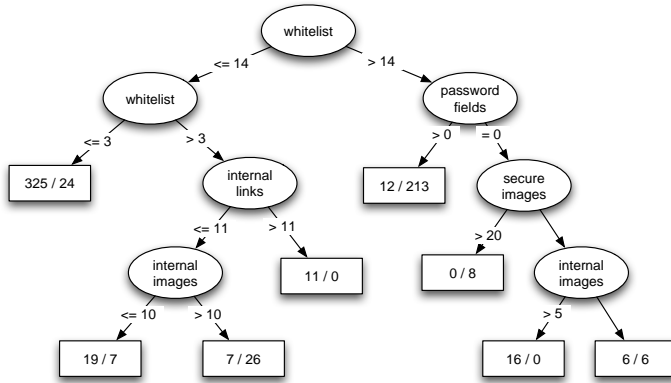 whitelist
<= 14
> 14
whitelist
password
fields
<= 3
> 3
> 0
= 0
325 / 24
internal
links
12 / 213
secure
images
<= 11
> 11
> 20
internal
images
11 / 0
0 / 8
internal
images
<= 10
> 10
> 5
19 / 7
7 / 26
16 / 0
6 / 6